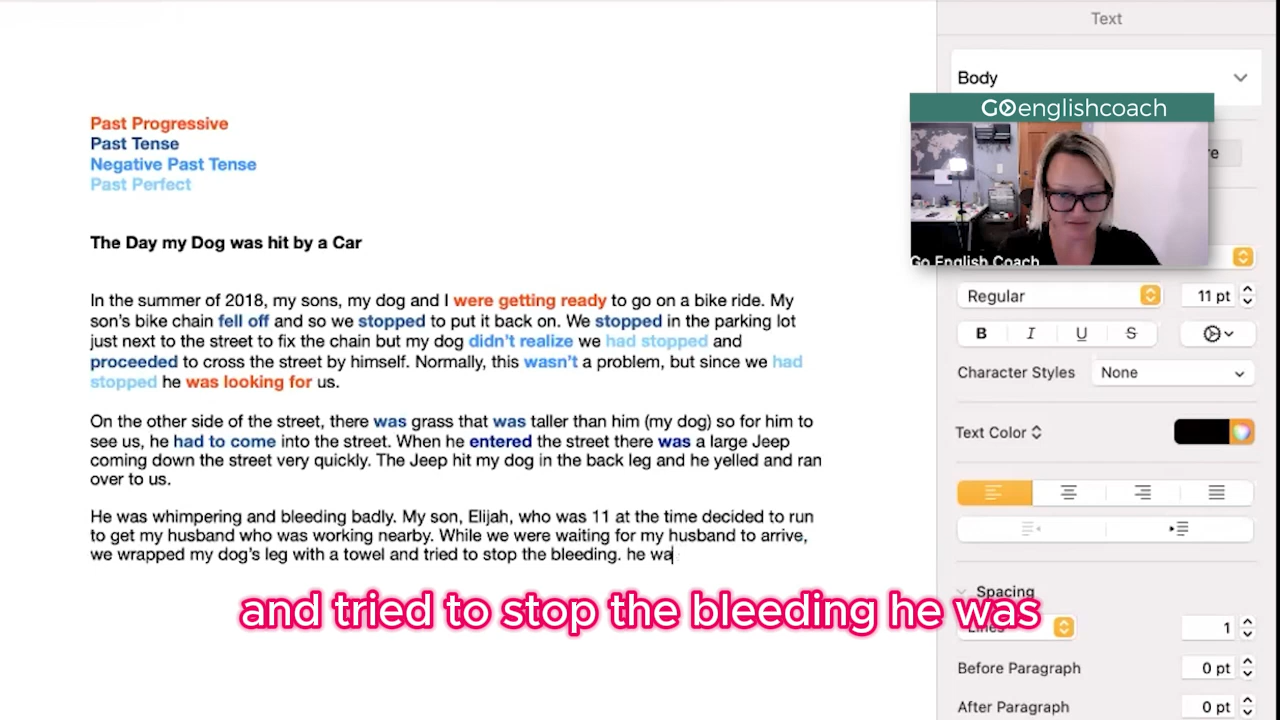 Text
Body
GO englishcoach
re
Past Progressive
Past Tense
Negative Past Tense
Past Perfect
Go English Coach
The Day my Dog was hit by a Car
Regular
11 pt
In the summer of 2018, my sons, my dog and I were getting ready to go on a bike ride. My
son's bike chain fell off and so we stopped to put it back on. We stopped in the parking lot
just next to the street to fix the chain but my dog didn't realize we had stopped and
proceeded to cross the street by himself. Normally, this wasn't a problem, but since we had
stopped he was looking for us.
B I U S
Character Styles
None
Text Color
On the other side of the street, there was grass that was taller than him (my dog) so for him to
see us, he had to come into the street. When he entered the street there was a large Jeep
coming down the street very quickly. The Jeep hit my dog in the back leg and he yelled and ran
over to us.
He was whimpering and bleeding badly. My son, Elijah, who was 11 at the time decided to run
to get my husband who was working nearby. While we were waiting for my husband to arrive,
we wrapped my dog's leg with a towel and tried to stop the bleeding. he wa
and tried to stop the bleeding he was
Spacing
Lines
1
Before Paragraph
0 pt
After Paragraph
0 pt